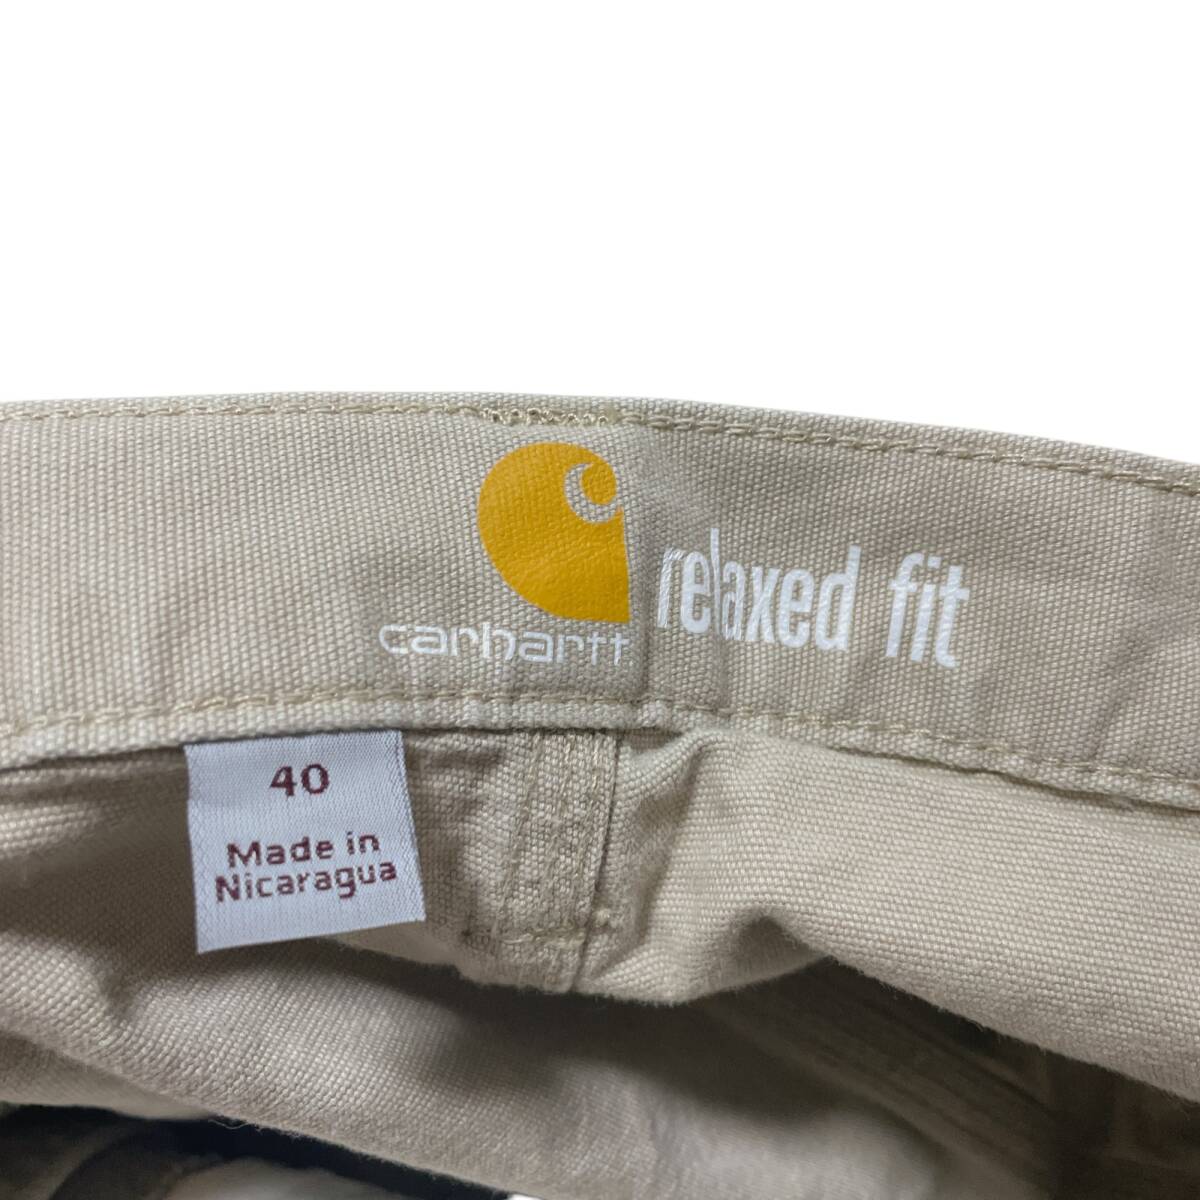 carhartt
relaxed fit
40
Made in
Nicaragua